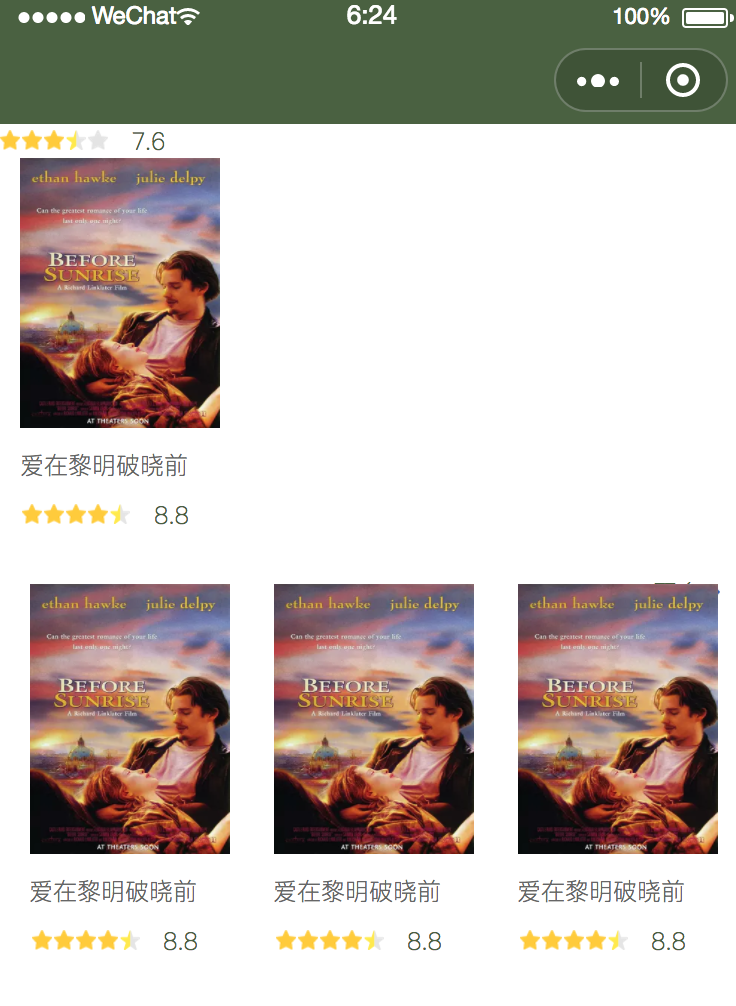 WeChat
6:24
100%
7.6
ethan hawke julie delpy
Can the greatest romance of your life
last only one night?
BEFORE
SUNRISE
A Richard Linklater Film
AT THEATERS SOON
爱在黎明破晓前
8.8
ethan hawke julie delpy
Can the greatest romance of your life
last only one night?
BEFORE
SUNRISE
A Richard Linklater Film
AT THEATERS SOON
爱在黎明破晓前
8.8
ethan hawke julie delpy
Can the greatest romance of your life
last only one night?
BEFORE
SUNRISE
A Richard Linklater Film
AT THEATERS SOON
爱在黎明破晓前
8.8
ethan hawke julie delpy
Can the greatest romance of your life
last only one night?
BEFORE
SUNRISE
A Richard Linklater Film
AT THEATERS SOON
爱在黎明破晓前
8.8